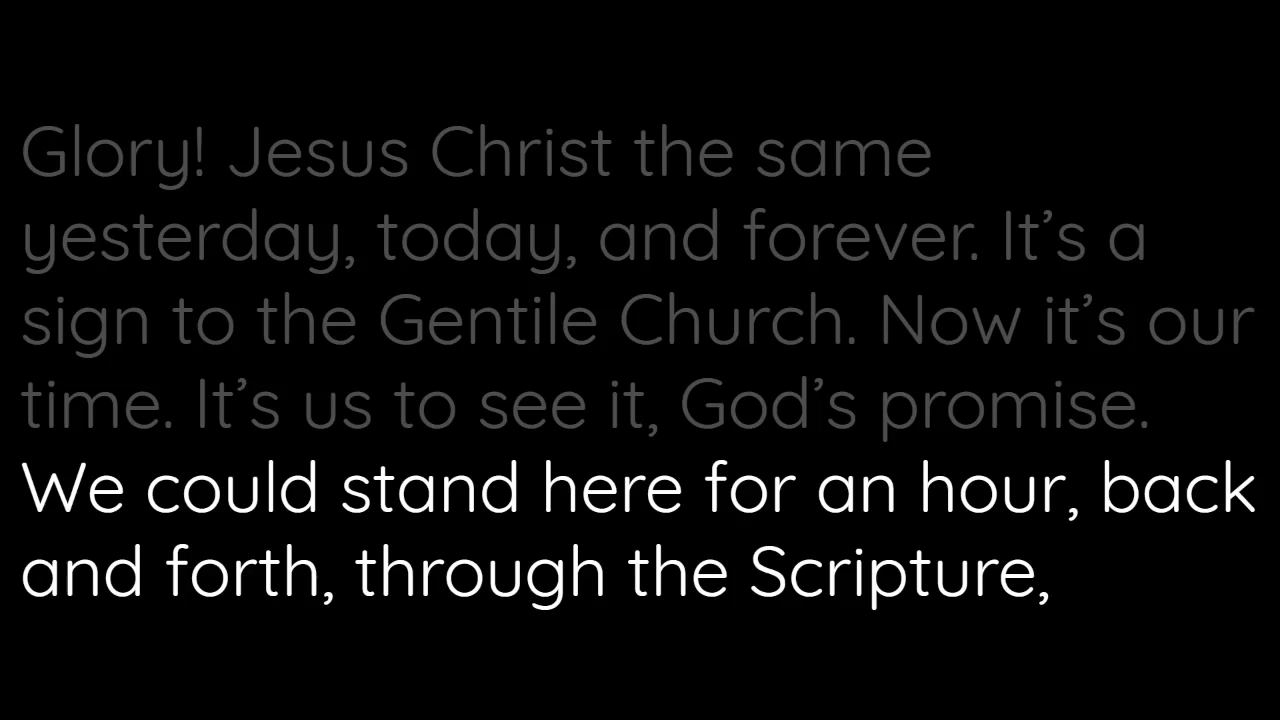 Glory! Jesus Christ the same
yesterday, today, and forever. It’s a
sign to the Gentile Church. Now it’s our
time. It’s us to see it, God’s promise.
We could stand here for an hour, back
and forth, through the Scripture,